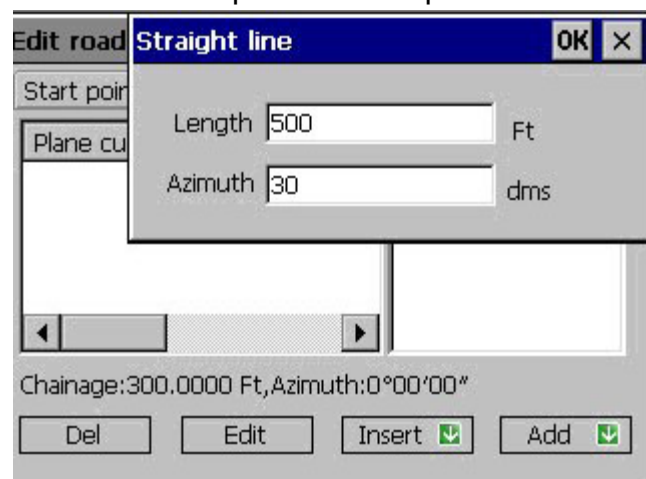 Edit road
Straight line OK ×
Start poin
Length 500 Ft
Plane cu
Azimuth 30 dms
Chainage:300.0000 Ft,Azimuth:0°00'00"
Del Edit Insert Add